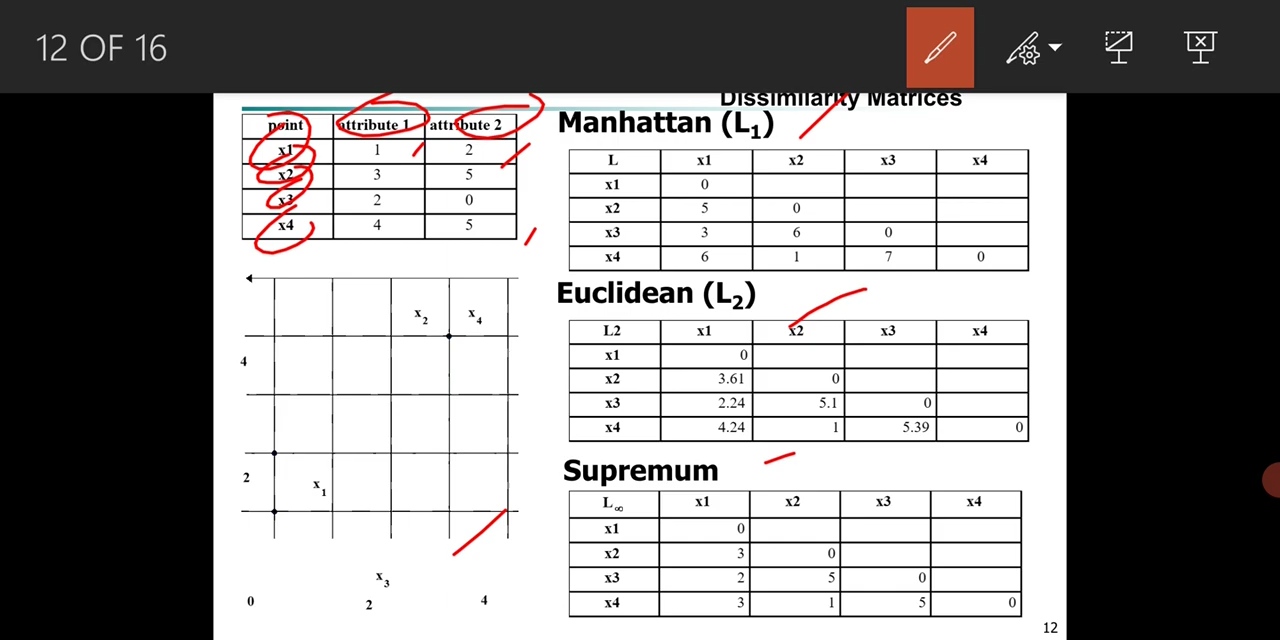 12 OF 16
Dissimilarity Matrices
point attribute 1 attribute 2
x1 1 2
x2 3 5
x3 2 0
x4 4 5
Manhattan (L1)
L x1 x2 x3 x4
x1 0
x2 5 0
x3 3 6 0
x4 6 1 7 0
x2 x4
4
2
x1
x3
0 2 4
Euclidean (L2)
L2 x1 x2 x3 x4
x1 0
x2 3.61 0
x3 2.24 5.1 0
x4 4.24 1 5.39 0
Supremum
L∞ x1 x2 x3 x4
x1 0
x2 3 0
x3 2 5 0
x4 3 1 5 0
12